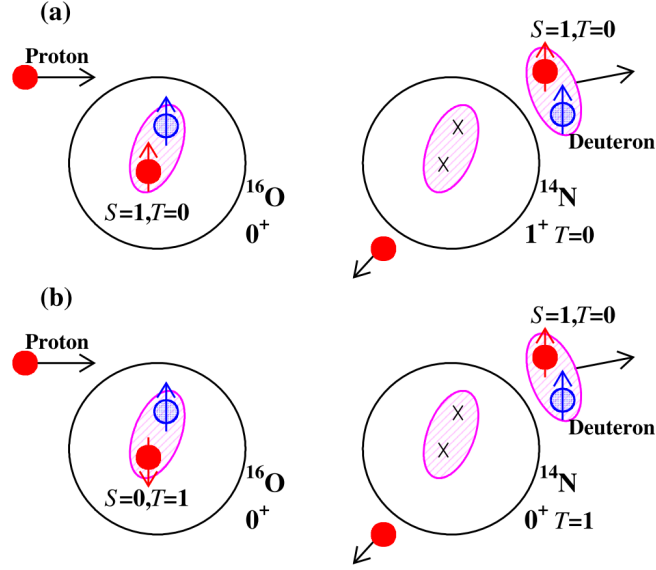 (a)
Proton
S=1,T=0
¹⁶O
0⁺
S=1,T=0
Deuteron
¹⁴N
1⁺ T=0
X
X
(b)
Proton
S=0,T=1
¹⁶O
0⁺
S=1,T=0
Deuteron
¹⁴N
0⁺ T=1
X
X